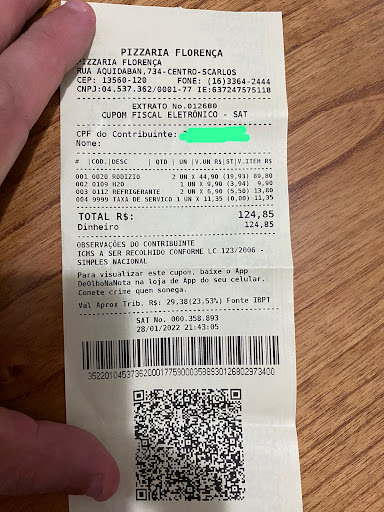 PIZZARIA FLORENÇA
PIZZARIA FLORENÇA
RUA AQUIDABAN,734-CENTRO-SCARLOS
CEP: 13560-120 FONE: (16)3364-2444
CNPJ:04.537.362/0001-77 IE:637247575118
EXTRATO No.012680
CUPOM FISCAL ELETRÔNICO - SAT
CPF do Contribuinte:
Nome:
# |COD.|DESC | QTD | UN |V.UN R$|ST|V.ITEM R$
001 0020 RODIZIO 2 UN X 44,90 (19,93) 89,80
002 0109 H2O 1 UN X 9,90 (3,94) 9,90
003 0112 REFRIGERANTE 2 UN X 6,90 (5,50) 13,80
004 9999 TAXA DE SERVICO 1 UN X 11,35 (0,00) 11,35
TOTAL R$: 124,85
Dinheiro 124,85
OBSERVAÇÕES DO CONTRIBUINTE
ICMS A SER RECOLHIDO CONFORME LC 123/2006 -
SIMPLES NACIONAL
Para visualizar este cupom, baixe o App
DeOlhoNaNota na loja de App do seu celular.
Conete crime quem sonega.
Val Aprox Trib. R$: 29,38(23.53%) Fonte IBPT
SAT No. 000.358.893
28/01/2022 21:43:05